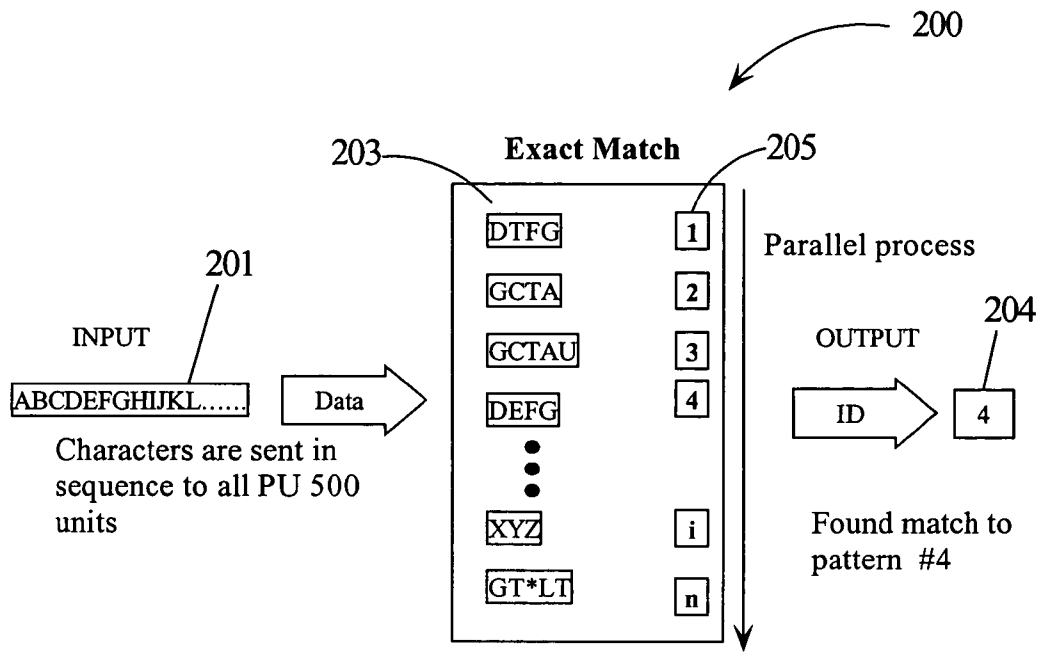 200
203
Exact Match
205
DTFG
1
Parallel process
201
GCTA
2
204
INPUT
GCTAU
3
OUTPUT
ABCDEFGHIJKL......
Data
DEFG
4
ID
4
Characters are sent in
sequence to all PU 500
units
XYZ
i
Found match to
pattern #4
GT*LT
n